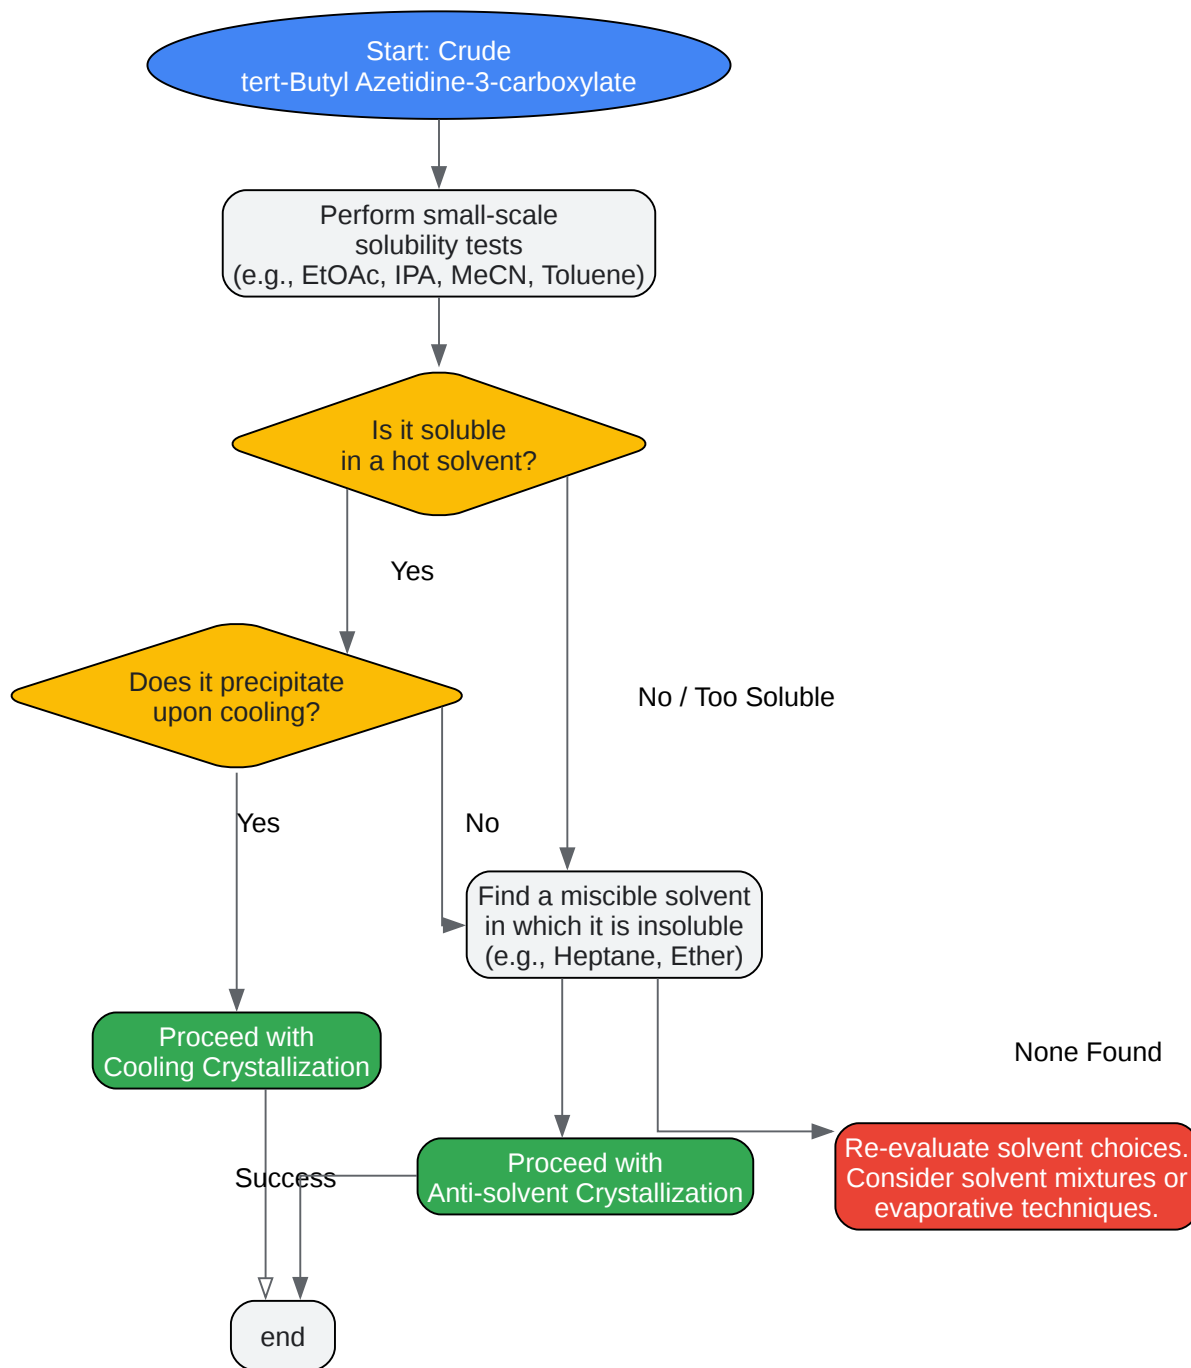 Start: Crude
tert-Butyl Azetidine-3-carboxylate
Perform small-scale
solubility tests
(e.g., EtOAc, IPA, MeCN, Toluene)
Is it soluble
in a hot solvent?
Yes
Does it precipitate
upon cooling?
No / Too Soluble
Yes
No
Find a miscible solvent
in which it is insoluble
(e.g., Heptane, Ether)
Proceed with
Cooling Crystallization
None Found
Success
Proceed with
Anti-solvent Crystallization
Re-evaluate solvent choices.
Consider solvent mixtures or
evaporative techniques.
end